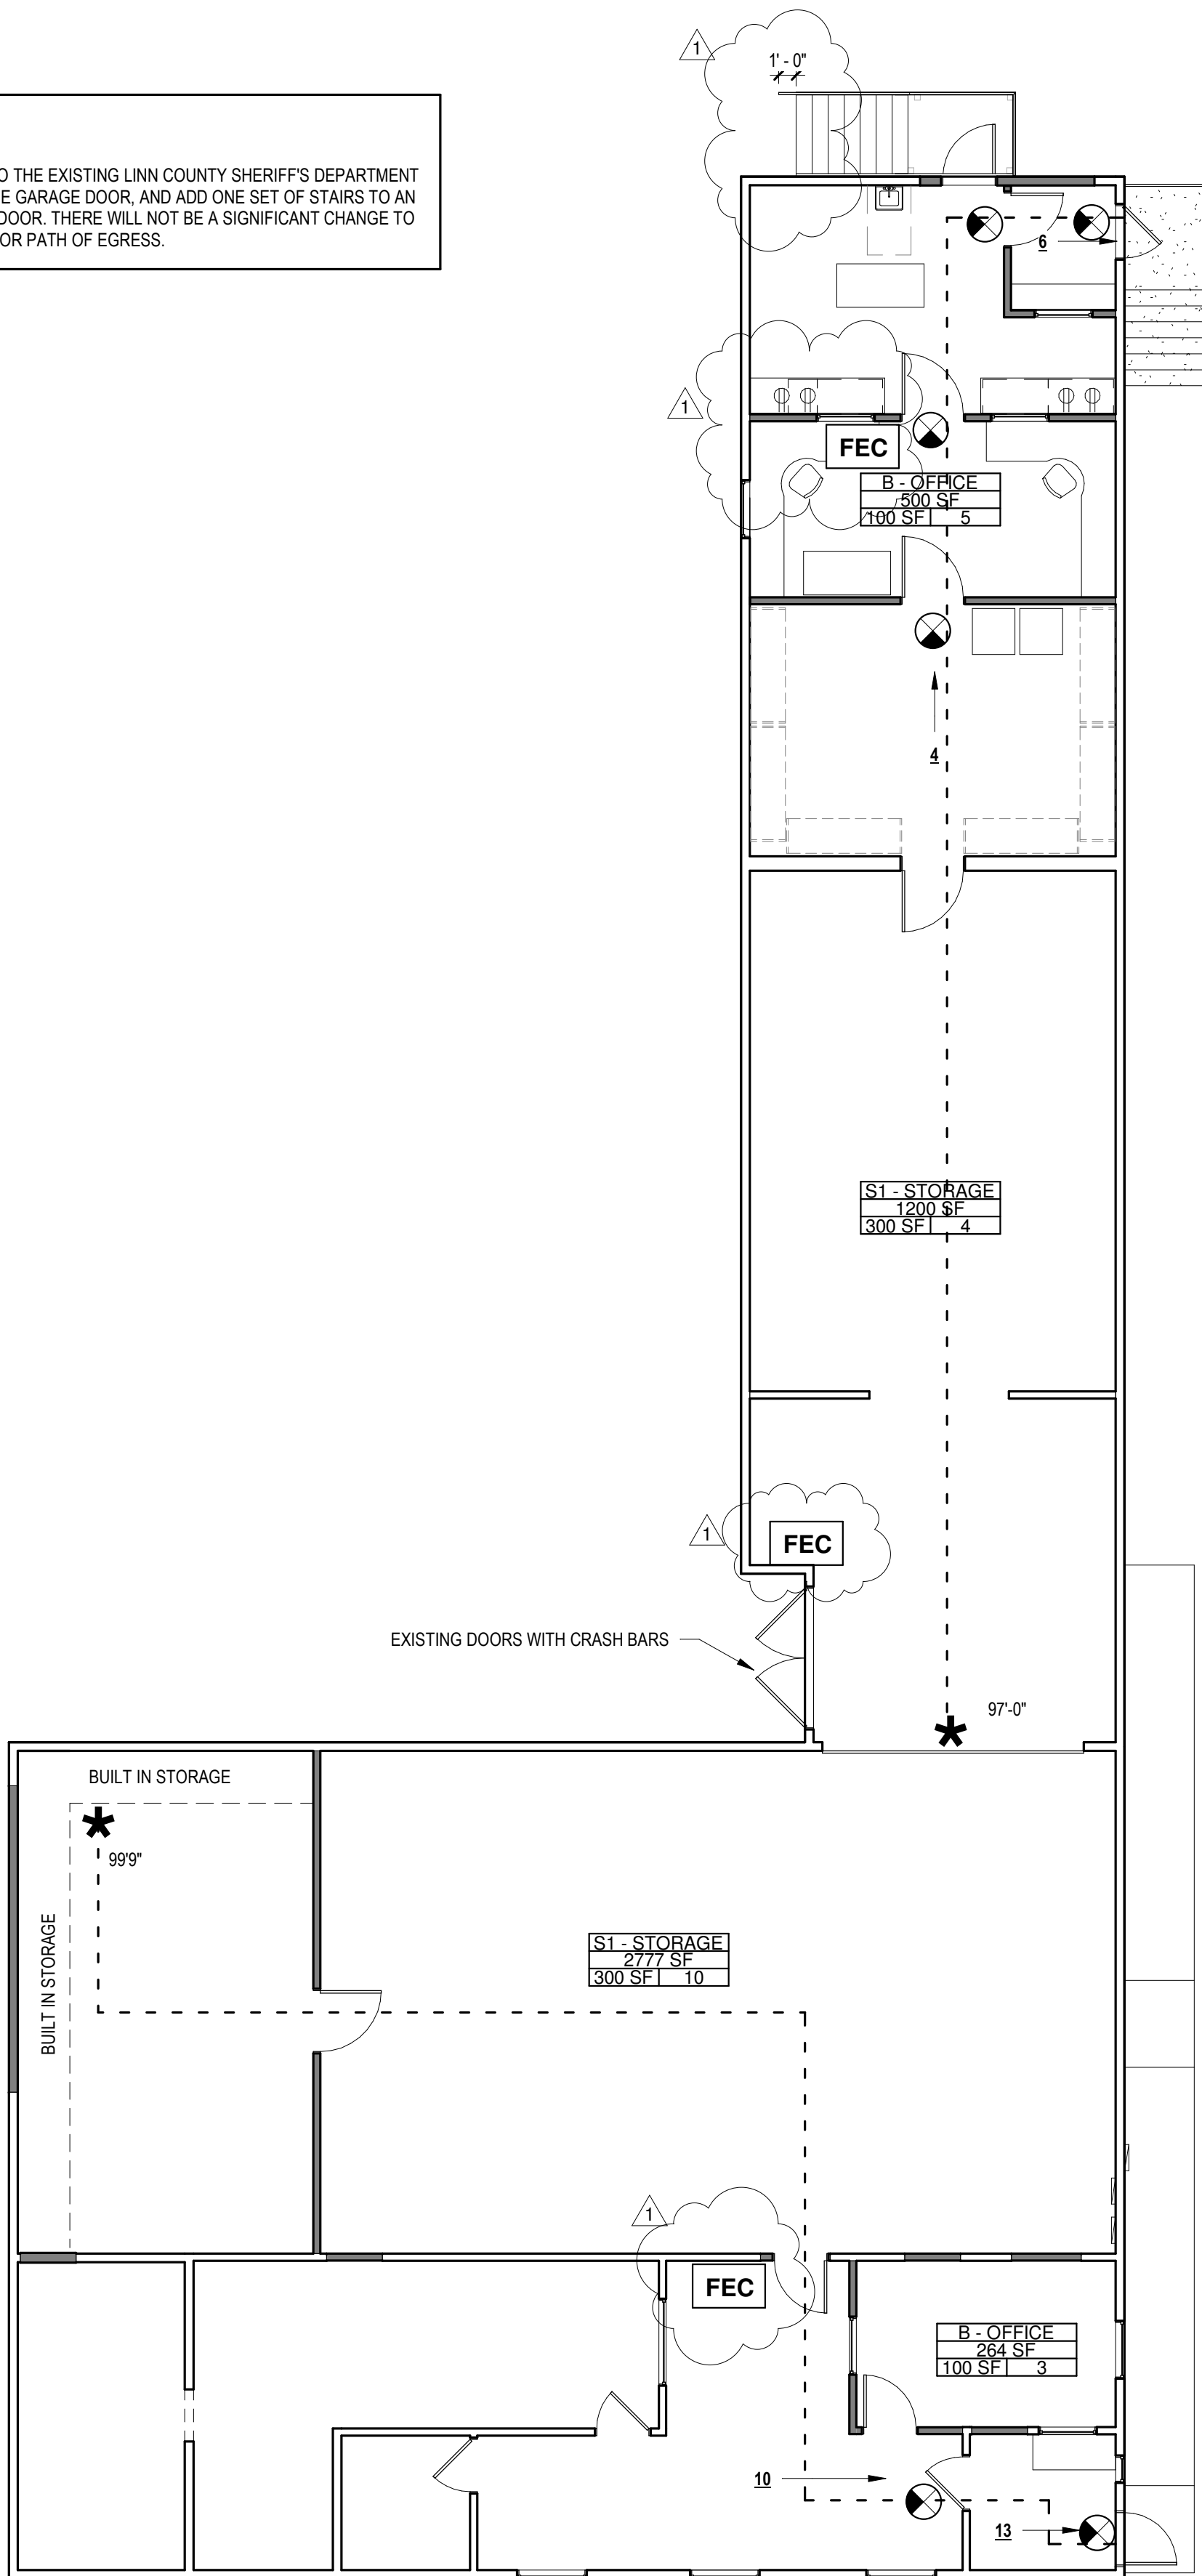 1
1' - 0"
O THE EXISTING LINN COUNTY SHERIFF'S DEPARTMENT
E GARAGE DOOR, AND ADD ONE SET OF STAIRS TO AN
DOOR. THERE WILL NOT BE A SIGNIFICANT CHANGE TO
OR PATH OF EGRESS.
6
1
FEC
B - OFFICE
500 SF
100 SF 5
4
S1 - STORAGE
1200 SF
300 SF 4
1
FEC
EXISTING DOORS WITH CRASH BARS
97'-0"
BUILT IN STORAGE
99'9"
BUILT IN STORAGE
S1 - STORAGE
2777 SF
300 SF 10
1
FEC
B - OFFICE
264 SF
100 SF 3
10
13